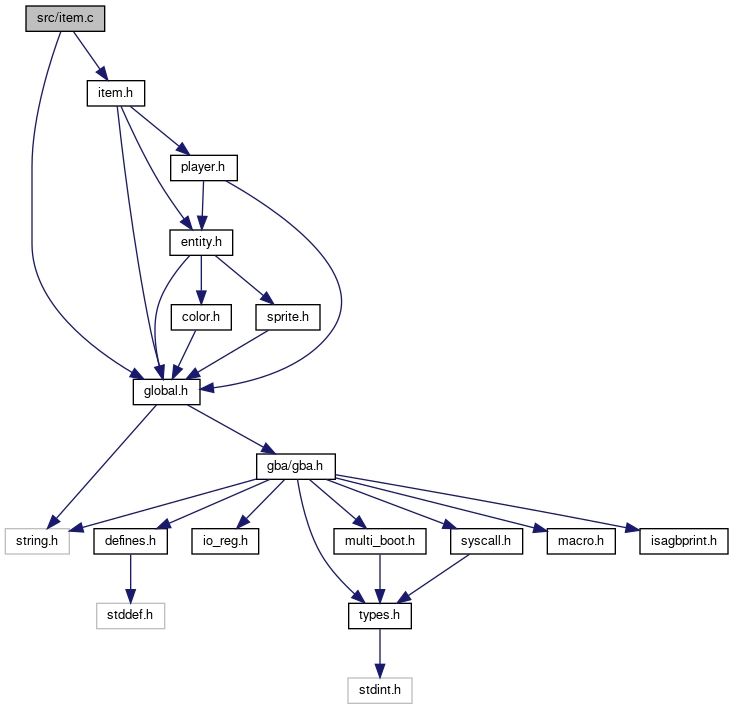 src/item.c
item.h
player.h
entity.h
color.h
sprite.h
global.h
gba/gba.h
string.h
defines.h
io_reg.h
multi_boot.h
syscall.h
macro.h
isagbprint.h
stddef.h
types.h
stdint.h